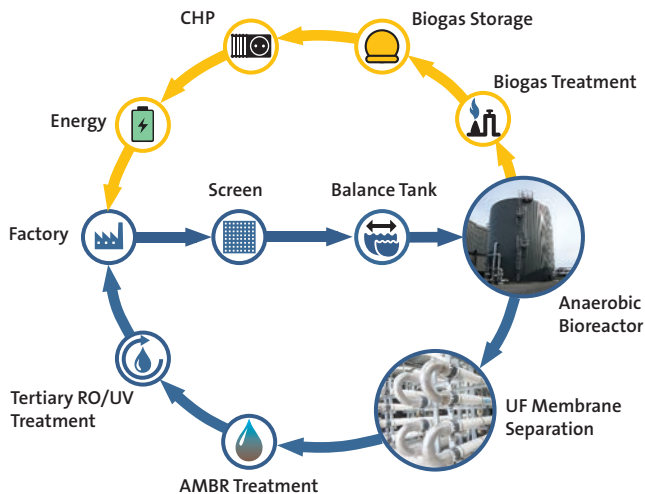 CHP
Biogas Storage
Biogas Treatment
Energy
Screen
Balance Tank
Factory
Anaerobic
Bioreactor
Tertiary RO/UV
Treatment
UF Membrane
Separation
AMBR Treatment